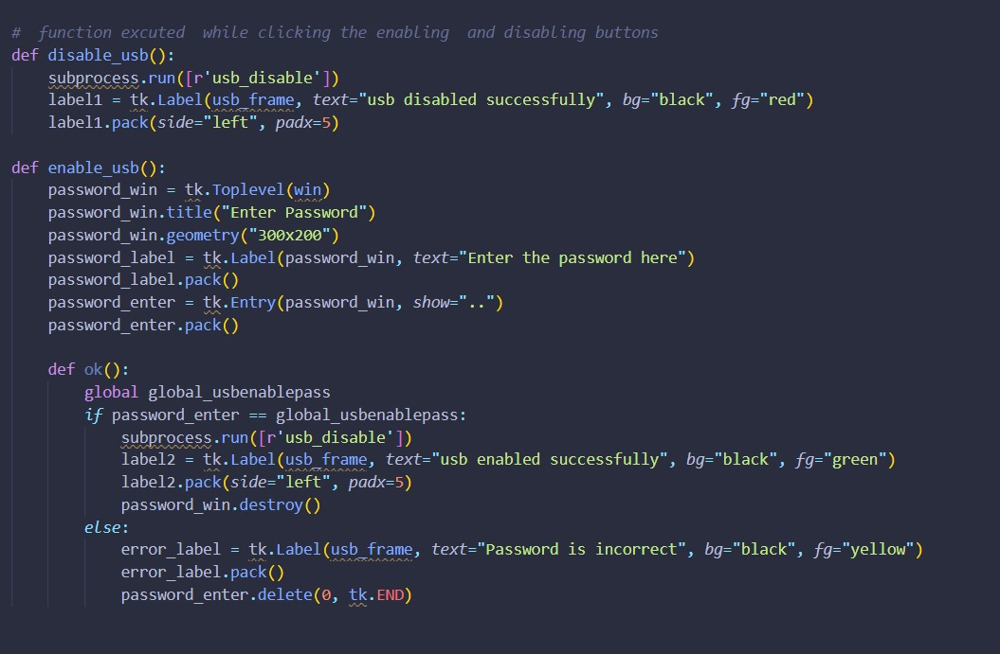 #  function excuted  while clicking the enabling  and disabling buttons
def disable_usb():
    subprocess.run([r'usb_disable'])
    label1 = tk.Label(usb_frame, text="usb disabled successfully", bg="black", fg="red")
    label1.pack(side="left", padx=5)

def enable_usb():
    password_win = tk.Toplevel(win)
    password_win.title("Enter Password")
    password_win.geometry("300x200")
    password_label = tk.Label(password_win, text="Enter the password here")
    password_label.pack()
    password_enter = tk.Entry(password_win, show="..")
    password_enter.pack()

    def ok():
        global global_usbenablepass
        if password_enter == global_usbenablepass:
            subprocess.run([r'usb_disable'])
            label2 = tk.Label(usb_frame, text="usb enabled successfully", bg="black", fg="green")
            label2.pack(side="left", padx=5)
            password_win.destroy()
        else:
            error_label = tk.Label(usb_frame, text="Password is incorrect", bg="black", fg="yellow")
            error_label.pack()
            password_enter.delete(0, tk.END)